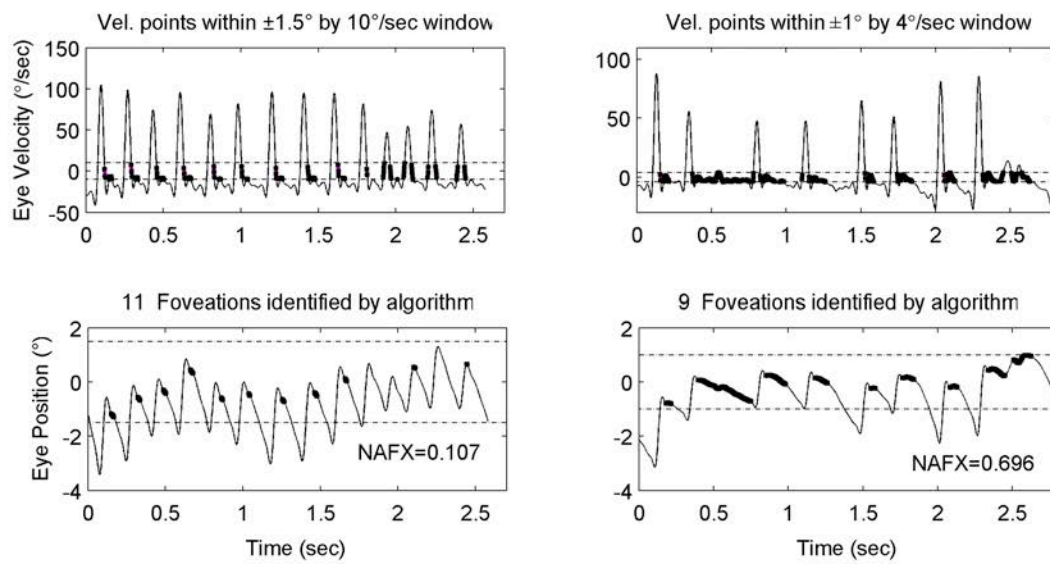 Vel. points within ±1.5° by 10°/sec window
Vel. points within ±1° by 4°/sec window
Eye Velocity (°/sec)
150
100
50
0
-50
0 0.5 1 1.5 2 2.5
100
50
0
0 0.5 1 1.5 2 2.5
11 Foveations identified by algorithm
9 Foveations identified by algorithm
Eye Position (°)
2
0
-2
-4
NAFX=0.107
0 0.5 1 1.5 2 2.5
Time (sec)
2
0
-2
-4
NAFX=0.696
0 0.5 1 1.5 2 2.5
Time (sec)